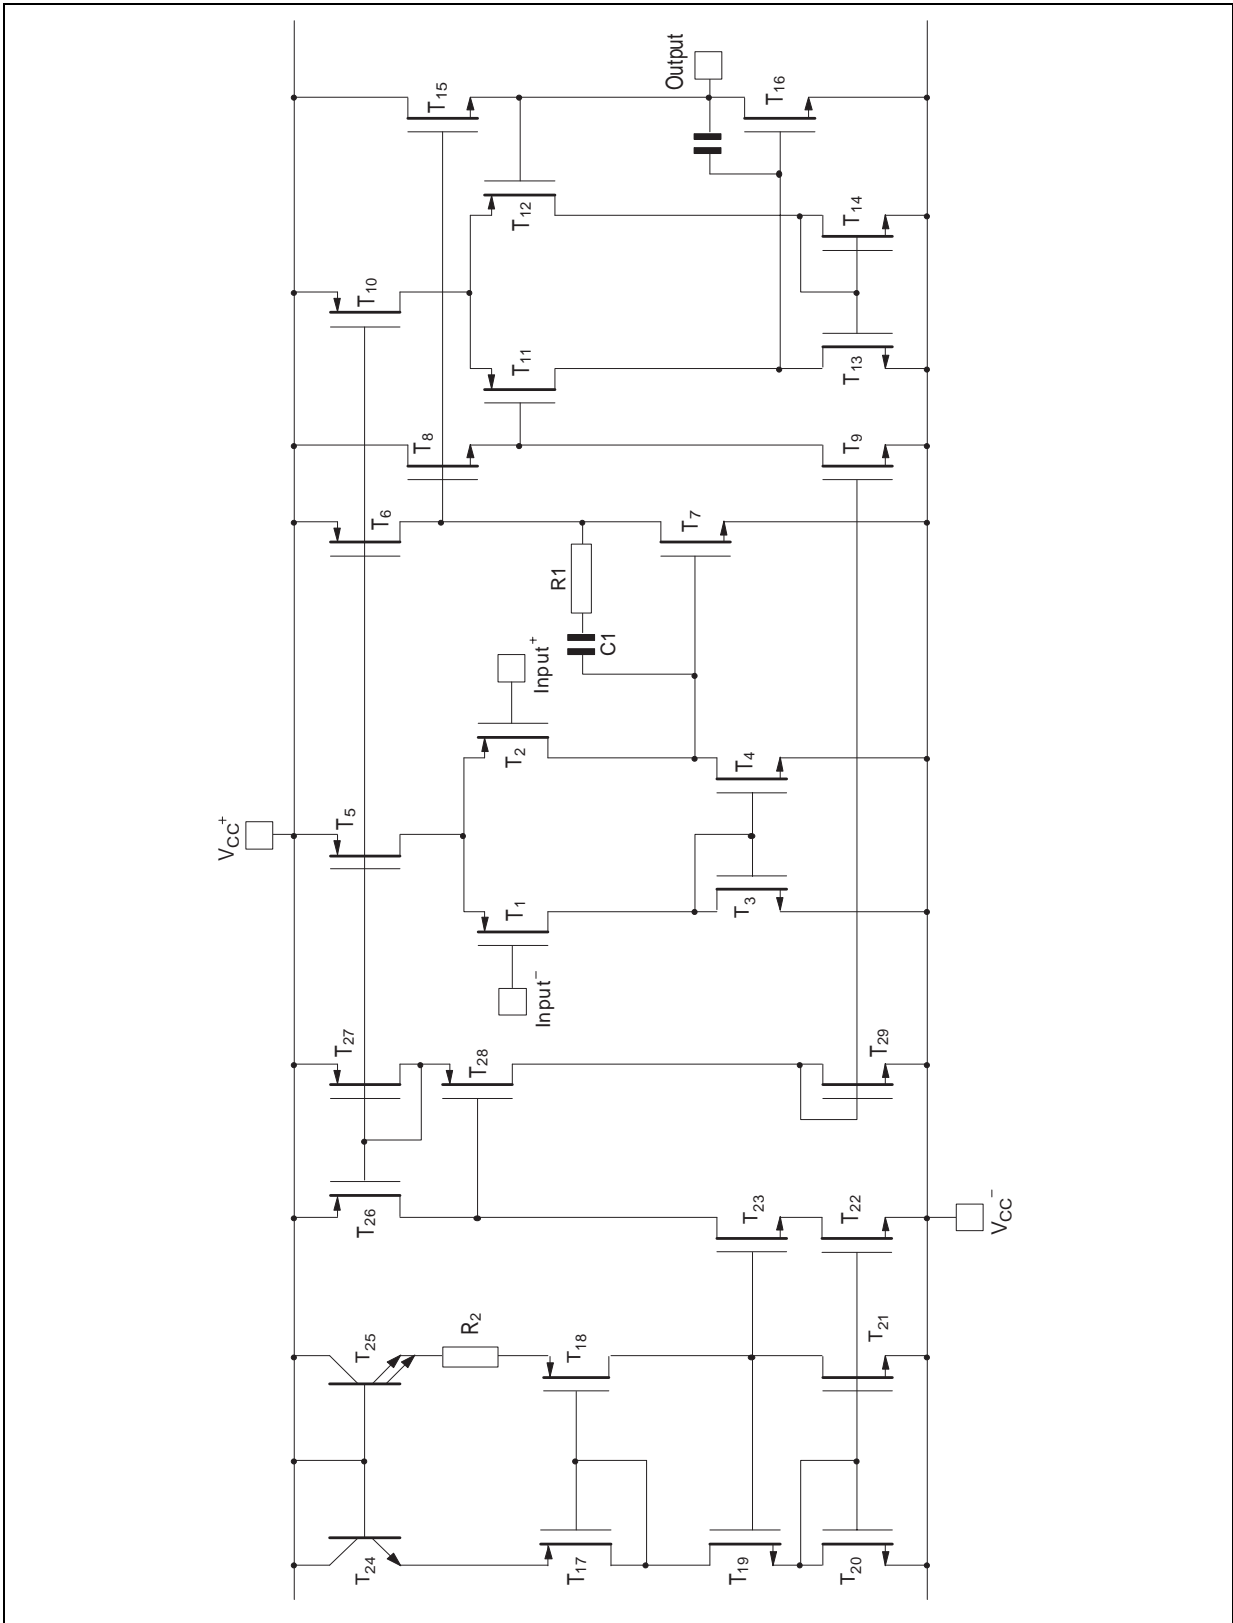 T24
T25
R2
T17
T18
T19
T20
T21
T22
T23
T26
T27
T28
T29
VCC-
VCC+
T5
Input-
T1
T2
Input+
T3
T4
C1
R1
T6
T7
T8
T9
T10
T11
T12
T13
T14
T15
T16
Output